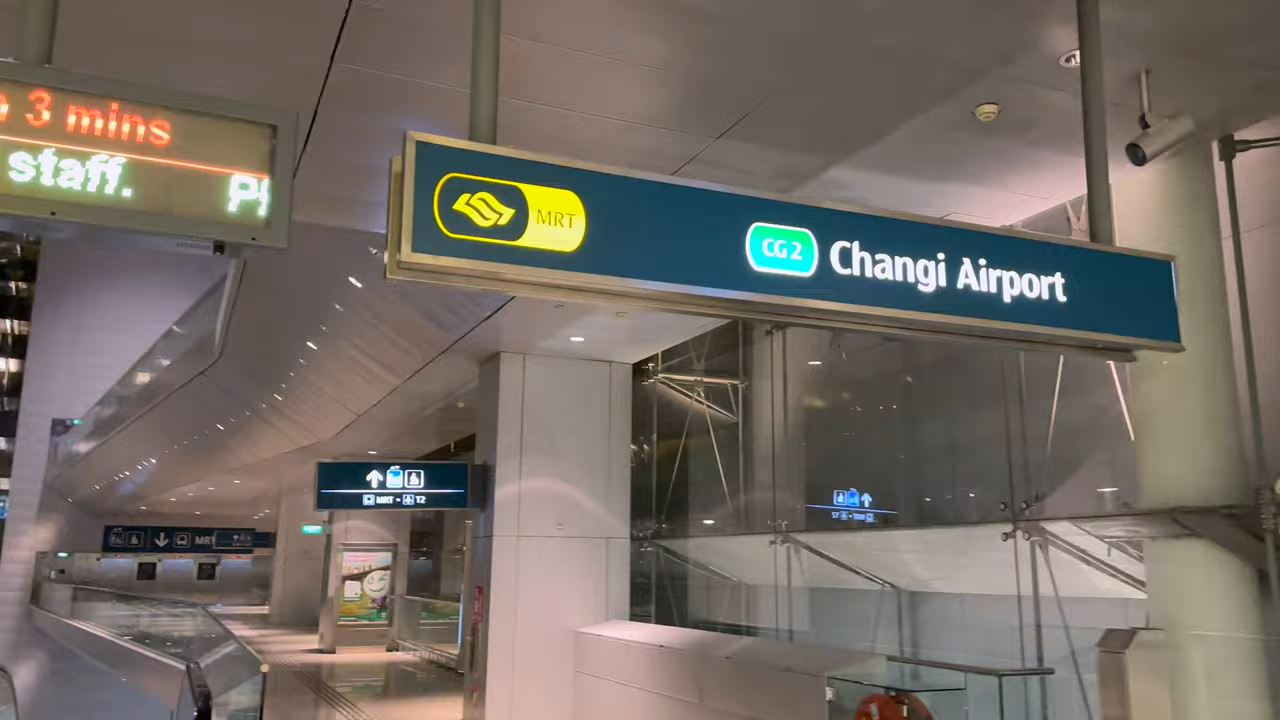 3 mins
staff.
MRT
CG2
Changi Airport
MRT - T2
MRT